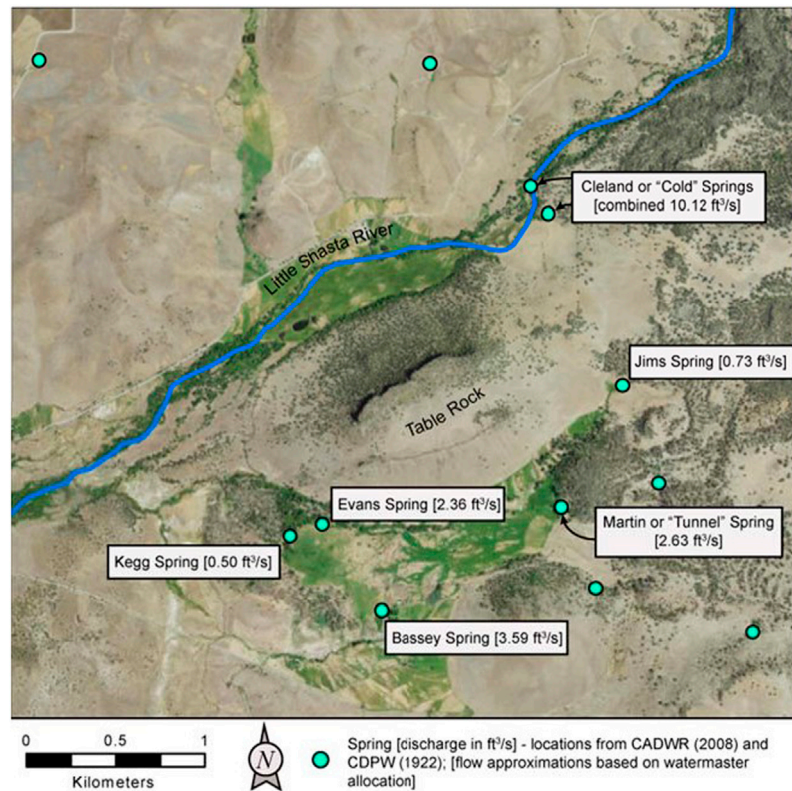 Cleland or “Cold” Springs
[combined 10.12 ft³/s]
Little Shasta River
Jims Spring [0.73 ft³/s]
Table Rock
Evans Spring [2.36 ft³/s]
Martin or “Tunnel” Spring
[2.63 ft³/s]
Kegg Spring [0.50 ft³/s]
Bassey Spring [3.59 ft³/s]
0 0.5 1
Kilometers
N
Spring [discharge in ft³/s] - locations from CADWR (2008) and
CDPW (1922); [flow approximations based on watermaster
allocation]